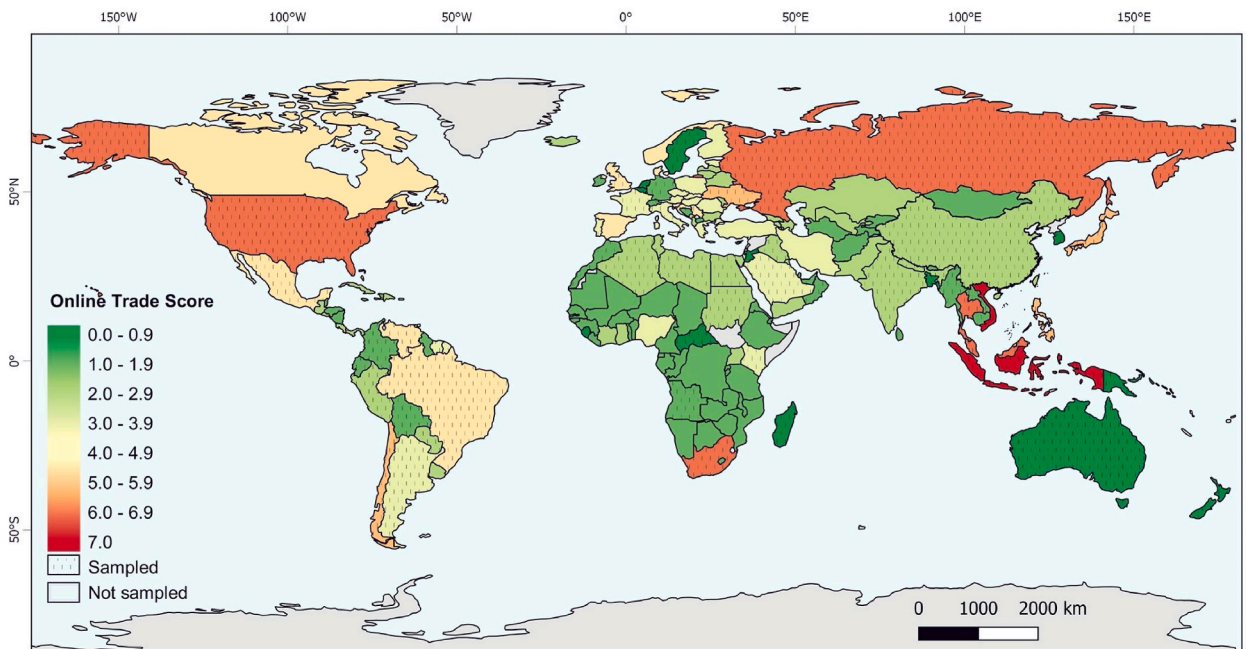 150°W 100°W 50°W 0° 50°E 100°E 150°E
50°N
0°
50°S
Online Trade Score
0.0 - 0.9
1.0 - 1.9
2.0 - 2.9
3.0 - 3.9
4.0 - 4.9
5.0 - 5.9
6.0 - 6.9
7.0
Sampled
Not sampled
0 1000 2000 km